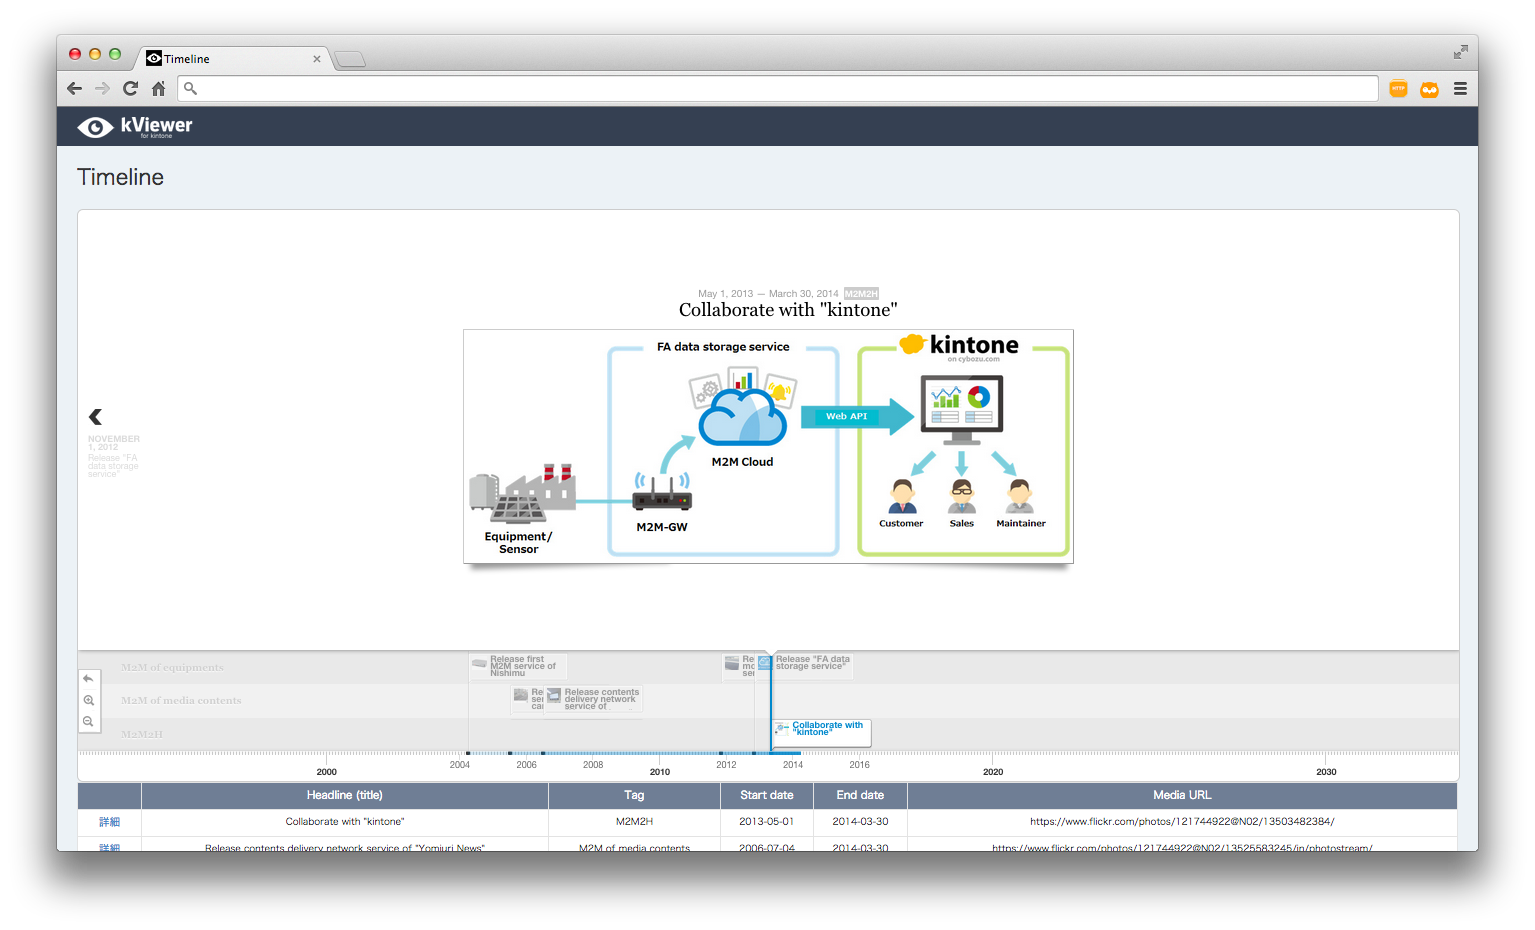 Timeline
kViewer
for kintone
Timeline
May 1, 2013 — March 30, 2014 M2M2H
Collaborate with "kintone"
FA data storage service
kintone
on cybozu.com
Web API
M2M Cloud
M2M-GW
Equipment/
Sensor
Customer
Sales
Maintainer
NOVEMBER
1, 2012
Release "FA
data storage
service"
M2M of equipments
Release first
M2M service of
Nishimu
Re
mo
ser
Release "FA data
storage service"
M2M of media contents
Re
ser
car
Release contents
delivery network
service of
M2M2H
Collaborate with
"kintone"
2000
2004
2006
2008
2010
2012
2014
2016
2020
2030
Headline (title) Tag Start date End date Media URL
詳細 Collaborate with "kintone" M2M2H 2013-05-01 2014-03-30 https://www.flickr.com/photos/121744922@N02/13503482384/
詳細 Release contents delivery network service of "Yomiuri News" M2M of media contents 2006-07-04 2014-03-30 https://www.flickr.com/photos/121744922@N02/13525583245/in/photostream/